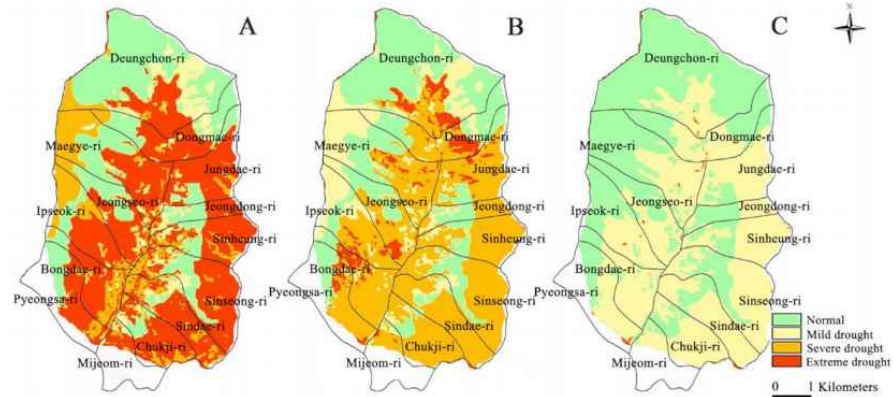 A
B
C
N
Deungchon-ri
Dongmae-ri
Maegye-ri
Jungdae-ri
Jeongseo-ri
Jeongdong-ri
Ipseok-ri
Sinheung-ri
Bongdae-ri
Pyeongsa-ri
Sinseong-ri
Sindae-ri
Chukji-ri
Mijeom-ri
Deungchon-ri
Dongmae-ri
Maegye-ri
Jungdae-ri
Jeongseo-ri
Jeongdong-ri
Ipseok-ri
Sinheung-ri
Bongdae-ri
Pyeongsa-ri
Sinseong-ri
Sindae-ri
Chukji-ri
Mijeom-ri
Deungchon-ri
Dongmae-ri
Maegye-ri
Jungdae-ri
Jeongseo-ri
Jeongdong-ri
Ipseok-ri
Sinheung-ri
Bongdae-ri
Pyeongsa-ri
Sinseong-ri
Sindae-ri
Chukji-ri
Mijeom-ri
Normal
Mild drought
Severe drought
Extreme drought
0 1 Kilometers